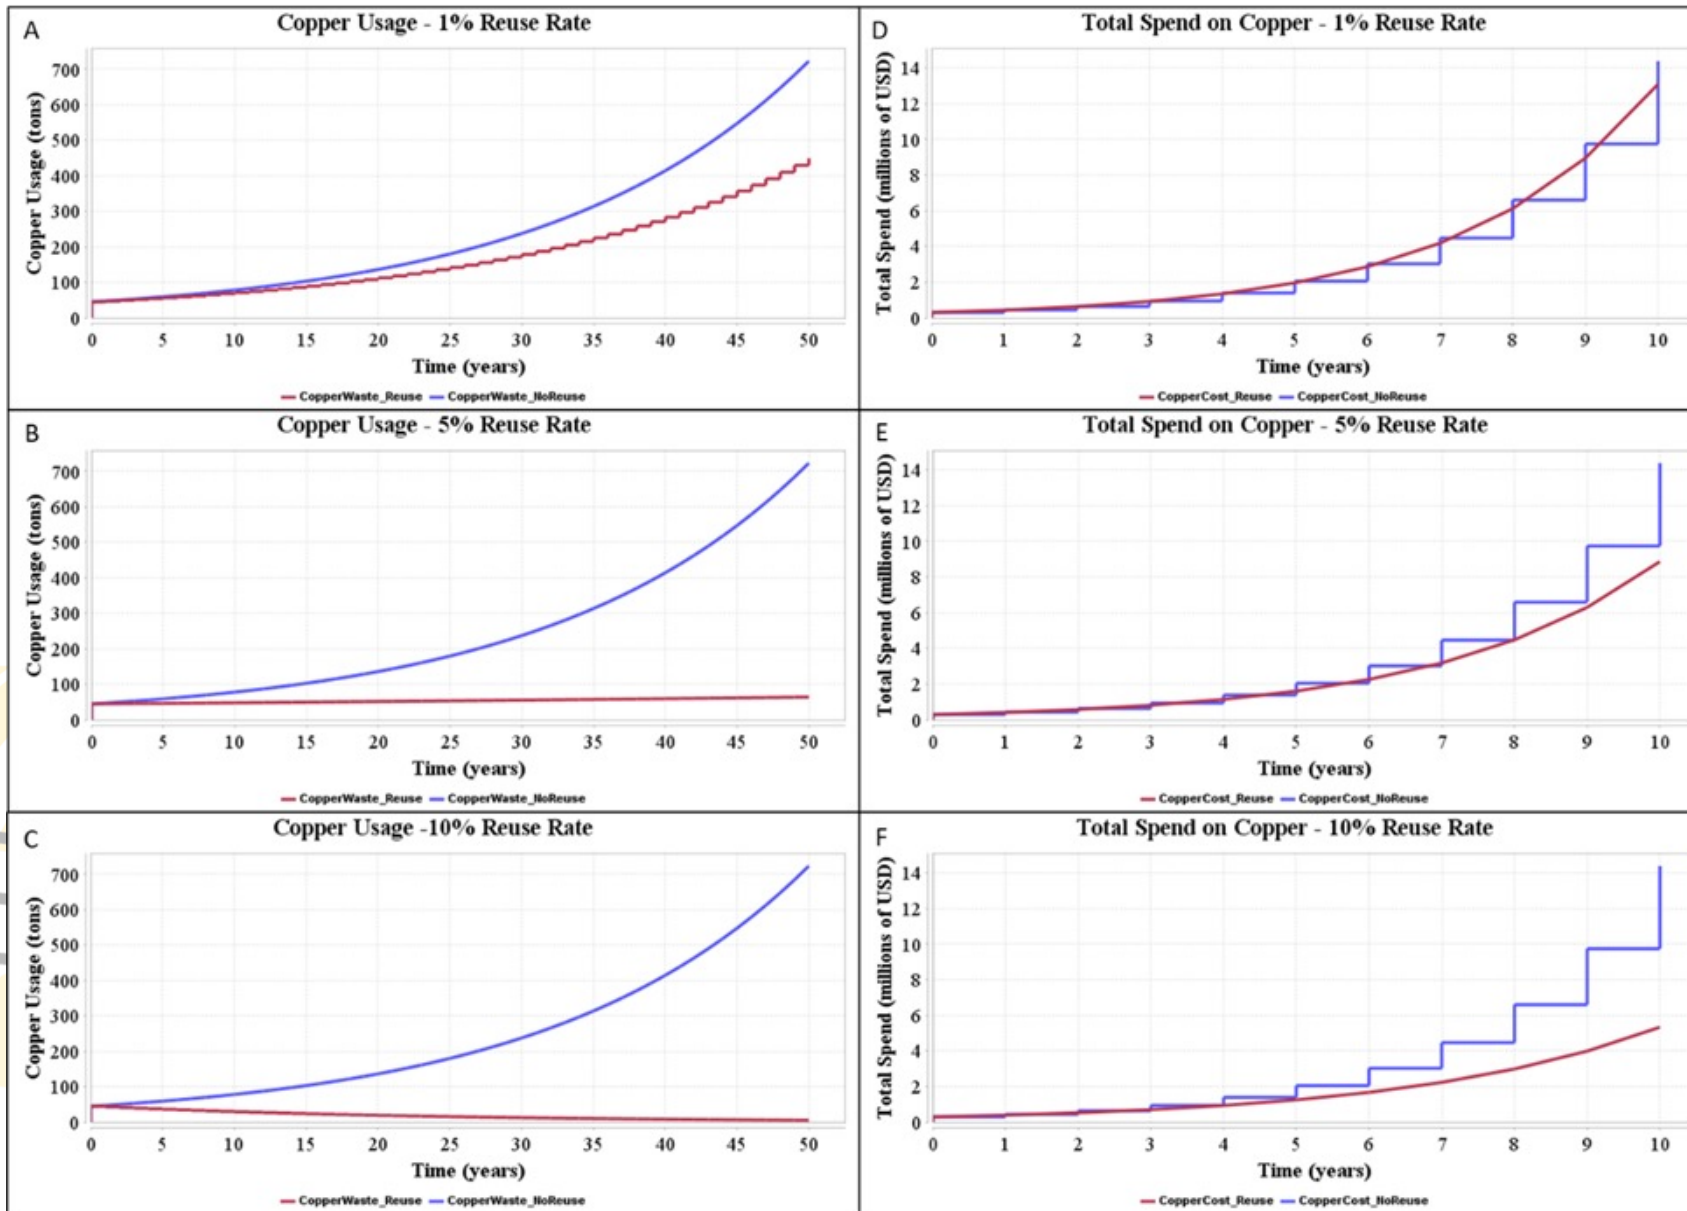 A
Copper Usage - 1% Reuse Rate
Copper Usage (tons)
700
600
500
400
300
200
100
0
0 5 10 15 20 25 30 35 40 45 50
Time (years)
CopperWaste_Reuse CopperWaste_NoReuse
D
Total Spend on Copper - 1% Reuse Rate
Total Spend (millions of USD)
14
12
10
8
6
4
2
0
0 1 2 3 4 5 6 7 8 9 10
Time (years)
CopperCost_Reuse CopperCost_NoReuse
B
Copper Usage - 5% Reuse Rate
Copper Usage (tons)
700
600
500
400
300
200
100
0
0 5 10 15 20 25 30 35 40 45 50
Time (years)
CopperWaste_Reuse CopperWaste_NoReuse
E
Total Spend on Copper - 5% Reuse Rate
Total Spend (millions of USD)
14
12
10
8
6
4
2
0
0 1 2 3 4 5 6 7 8 9 10
Time (years)
CopperCost_Reuse CopperCost_NoReuse
C
Copper Usage -10% Reuse Rate
Copper Usage (tons)
700
600
500
400
300
200
100
0
0 5 10 15 20 25 30 35 40 45 50
Time (years)
CopperWaste_Reuse CopperWaste_NoReuse
F
Total Spend on Copper - 10% Reuse Rate
Total Spend (millions of USD)
14
12
10
8
6
4
2
0
0 1 2 3 4 5 6 7 8 9 10
Time (years)
CopperCost_Reuse CopperCost_NoReuse